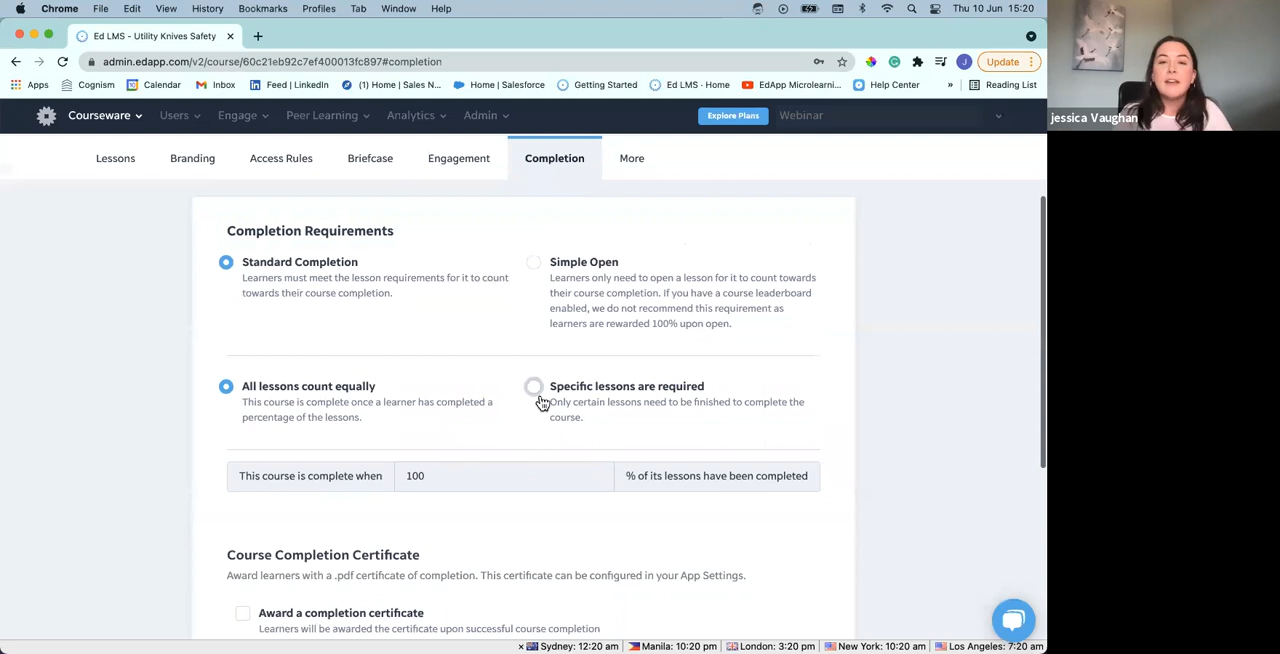 Chrome File Edit View History Bookmarks Profiles Tab Window Help Thu 10 Jun 15:20
Ed LMS - Utility Knives Safety
admin.edapp.com/v2/course/60c21eb92c7ef400013fc897#completion Update
Apps Cognism Calendar Inbox Feed | LinkedIn (1) Home | Sales N... Home | Salesforce Getting Started Ed LMS - Home EdApp Microlearni... Help Center » Reading List
Courseware Users Engage Peer Learning Analytics Admin Explore Plans Webinar
jessica Vaughan
Lessons Branding Access Rules Briefcase Engagement Completion More
Completion Requirements
Standard Completion
Learners must meet the lesson requirements for it to count
towards their course completion.
Simple Open
Learners only need to open a lesson for it to count towards
their course completion. If you have a course leaderboard
enabled, we do not recommend this requirement as
learners are rewarded 100% upon open.
All lessons count equally
This course is complete once a learner has completed a
percentage of the lessons.
Specific lessons are required
Only certain lessons need to be finished to complete the
course.
This course is complete when 100 % of its lessons have been completed
Course Completion Certificate
Award learners with a .pdf certificate of completion. This certificate can be configured in your App Settings.
Award a completion certificate
Learners will be awarded the certificate upon successful course completion
× Sydney: 12:20 am Manila: 10:20 pm London: 3:20 pm New York: 10:20 am Los Angeles: 7:20 am